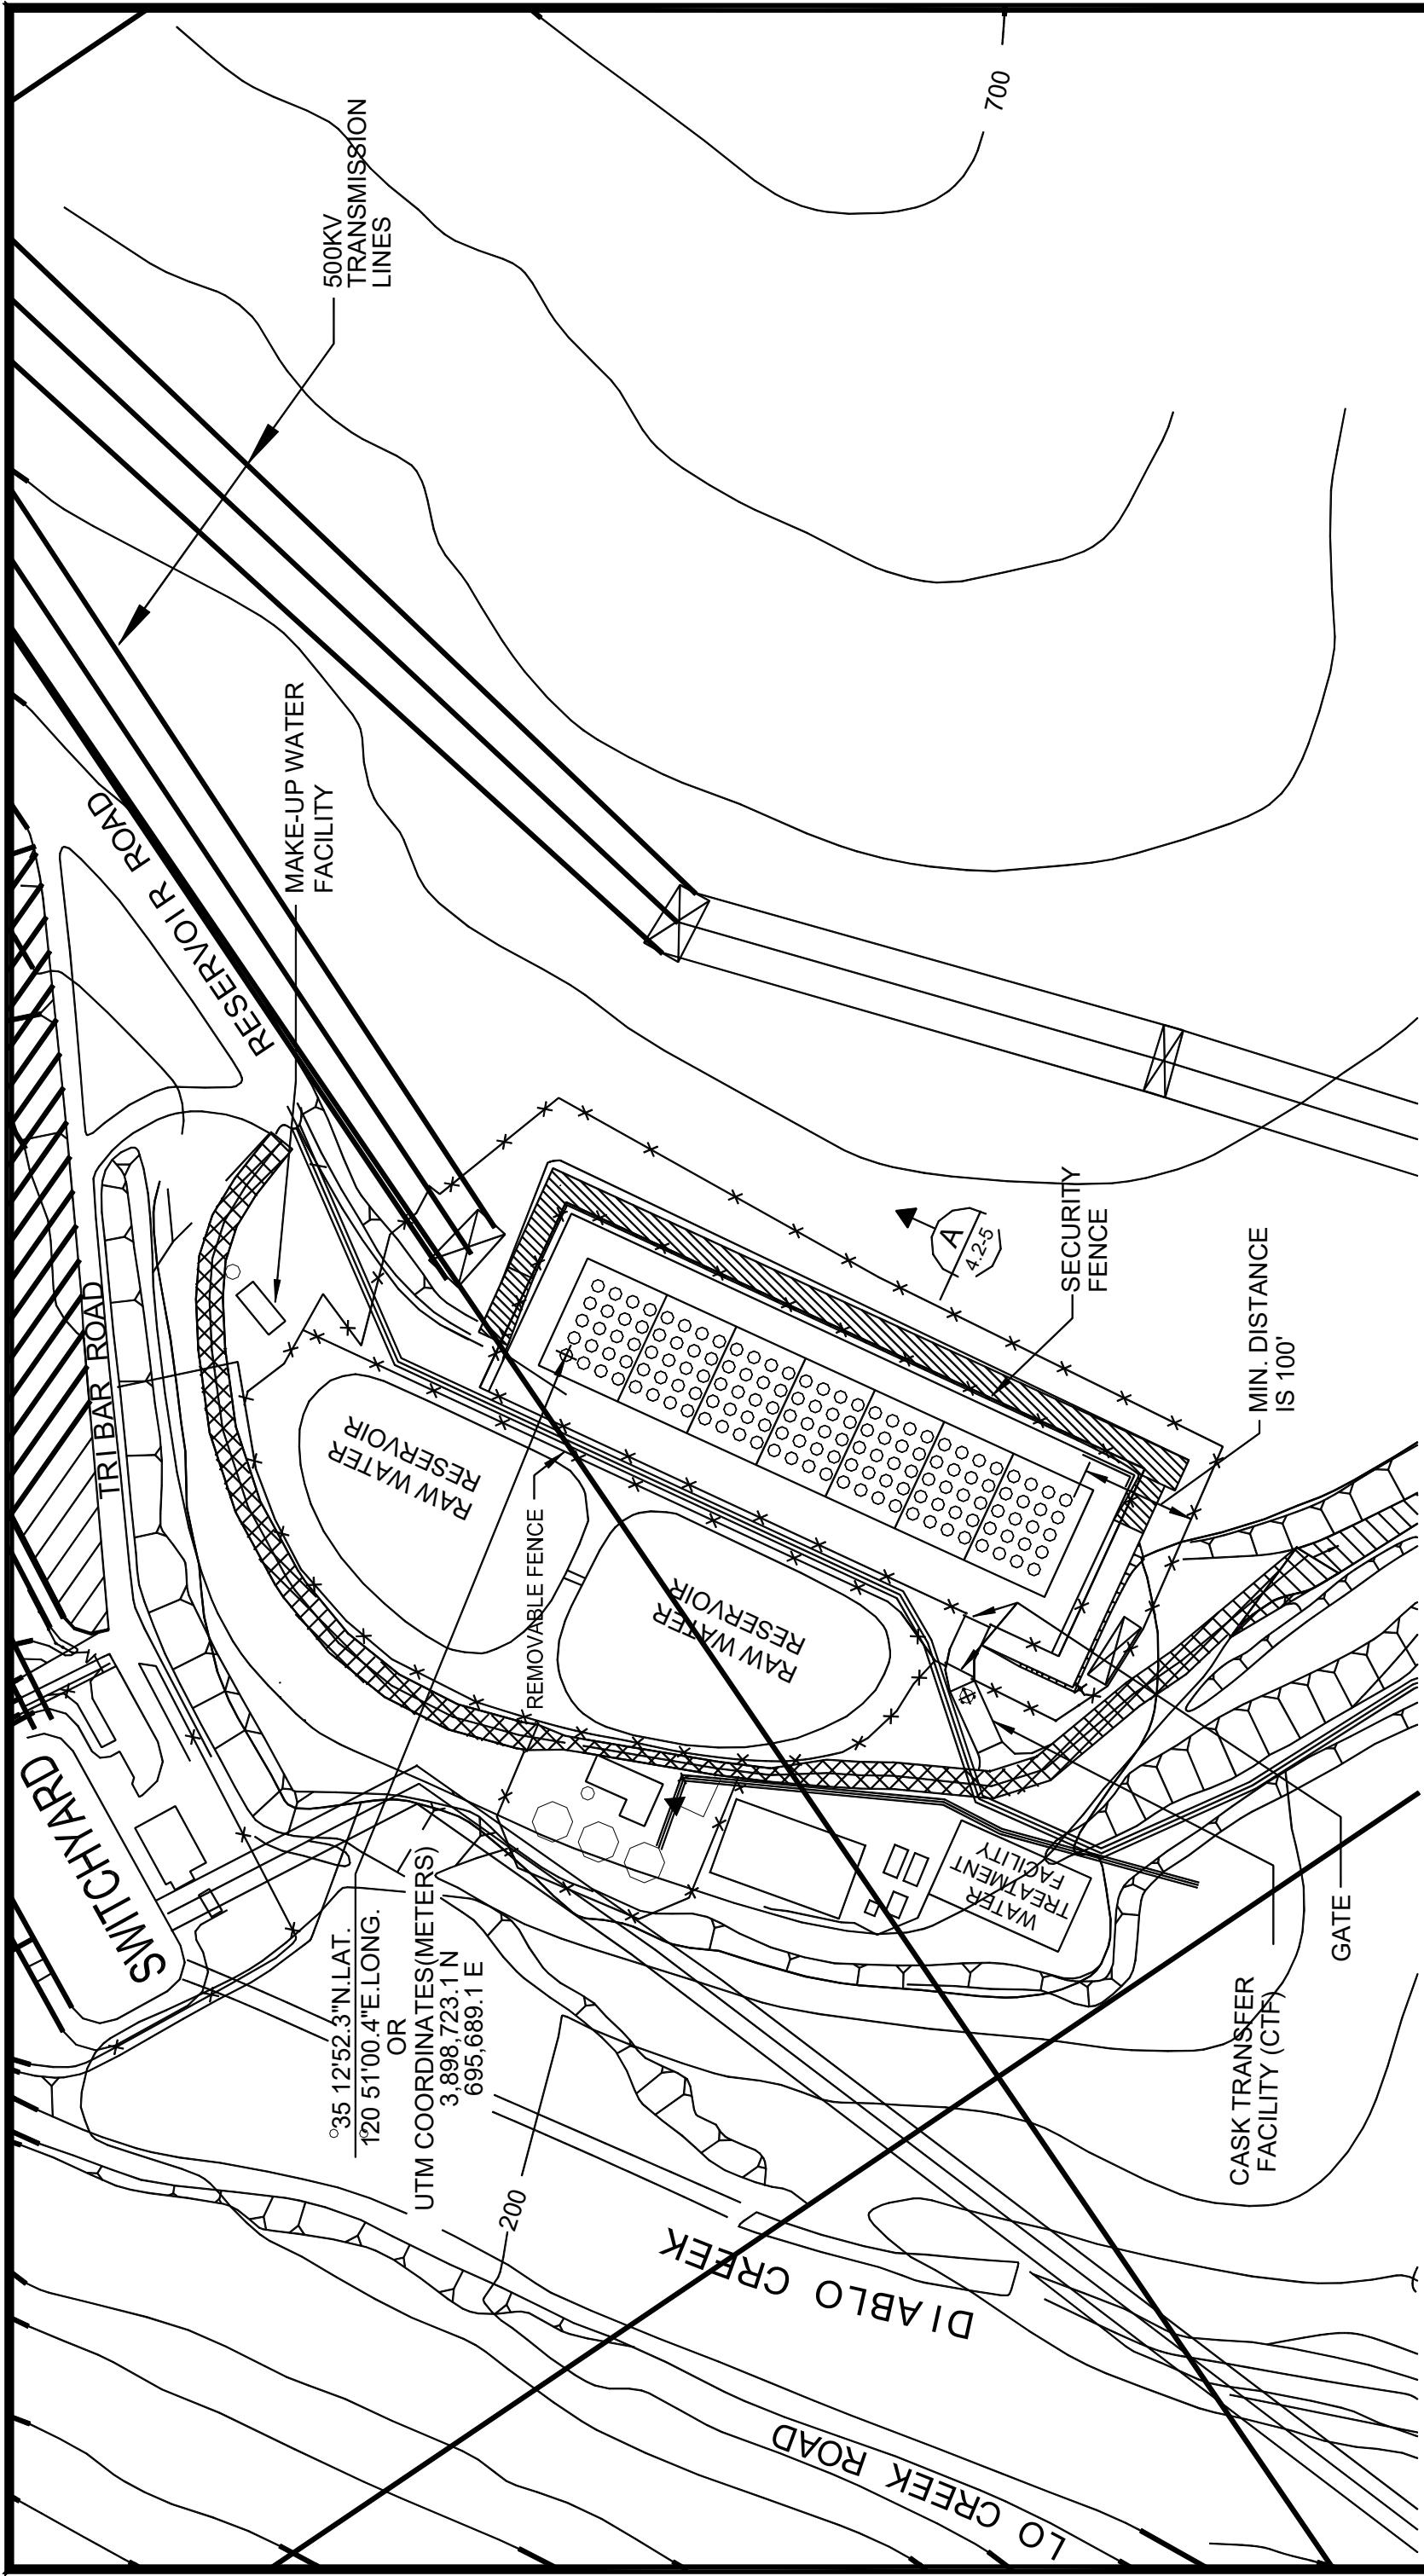 700
500KV
TRANSMISSION
LINES
MAKE-UP WATER
FACILITY
RESERVOIR ROAD
TRI BAR ROAD
SWITCHYARD
RAW WATER
RESERVOIR
REMOVABLE FENCE
RAW WATER
RESERVOIR
A
4.2-5
SECURITY
FENCE
MIN. DISTANCE
IS 100'
WATER
TREATMENT
FACILITY
GATE
CASK TRANSFER
FACILITY (CTF)
°35 12'52.3"N.LAT.
°120 51'00.4"E.LONG.
OR
UTM COORDINATES(METERS)
3,898,723.1 N
695,689.1 E
200
DIABLO CREEK
LO CREEK ROAD